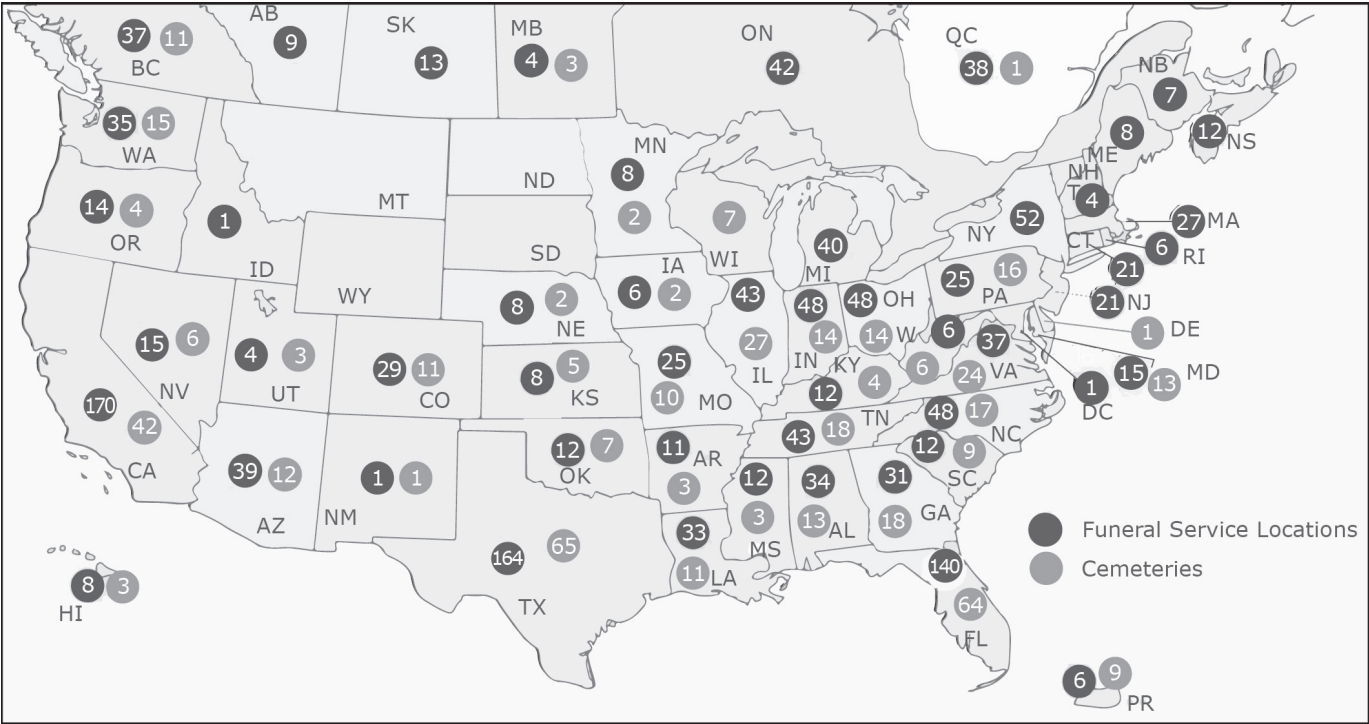 AB
37 11
BC
9
SK
13
MB
4 3
ON
42
QC
38 1
NB
7
12 NS
8
ME
NH
T
4
35 15
WA
14 4
OR
1
ID
MT
ND
SD
WY
MN
8
2
7
WI
40
MI
52
NY
27 MA
CT
6 RI
21
21 NJ
25 16
PA
1 DE
15 13 MD
1
DC
IA
6 2
8 2
NE
43
27
IL
48
14
IN
48 OH
14
W
6
6
37
24 VA
KY
4
12
15 6
NV
4 3
UT
29 11
CO
8 5
KS
25
10 MO
170
42
CA
39 12
AZ
1 1
NM
12 7
OK
11 AR
3
43 18 TN
48 17
NC
12 9
SC
12
3
MS
34
13 AL
31
18 GA
33
11 LA
164 65
TX
140
64
FL
8 3
HI
6 9
PR
Funeral Service Locations
Cemeteries